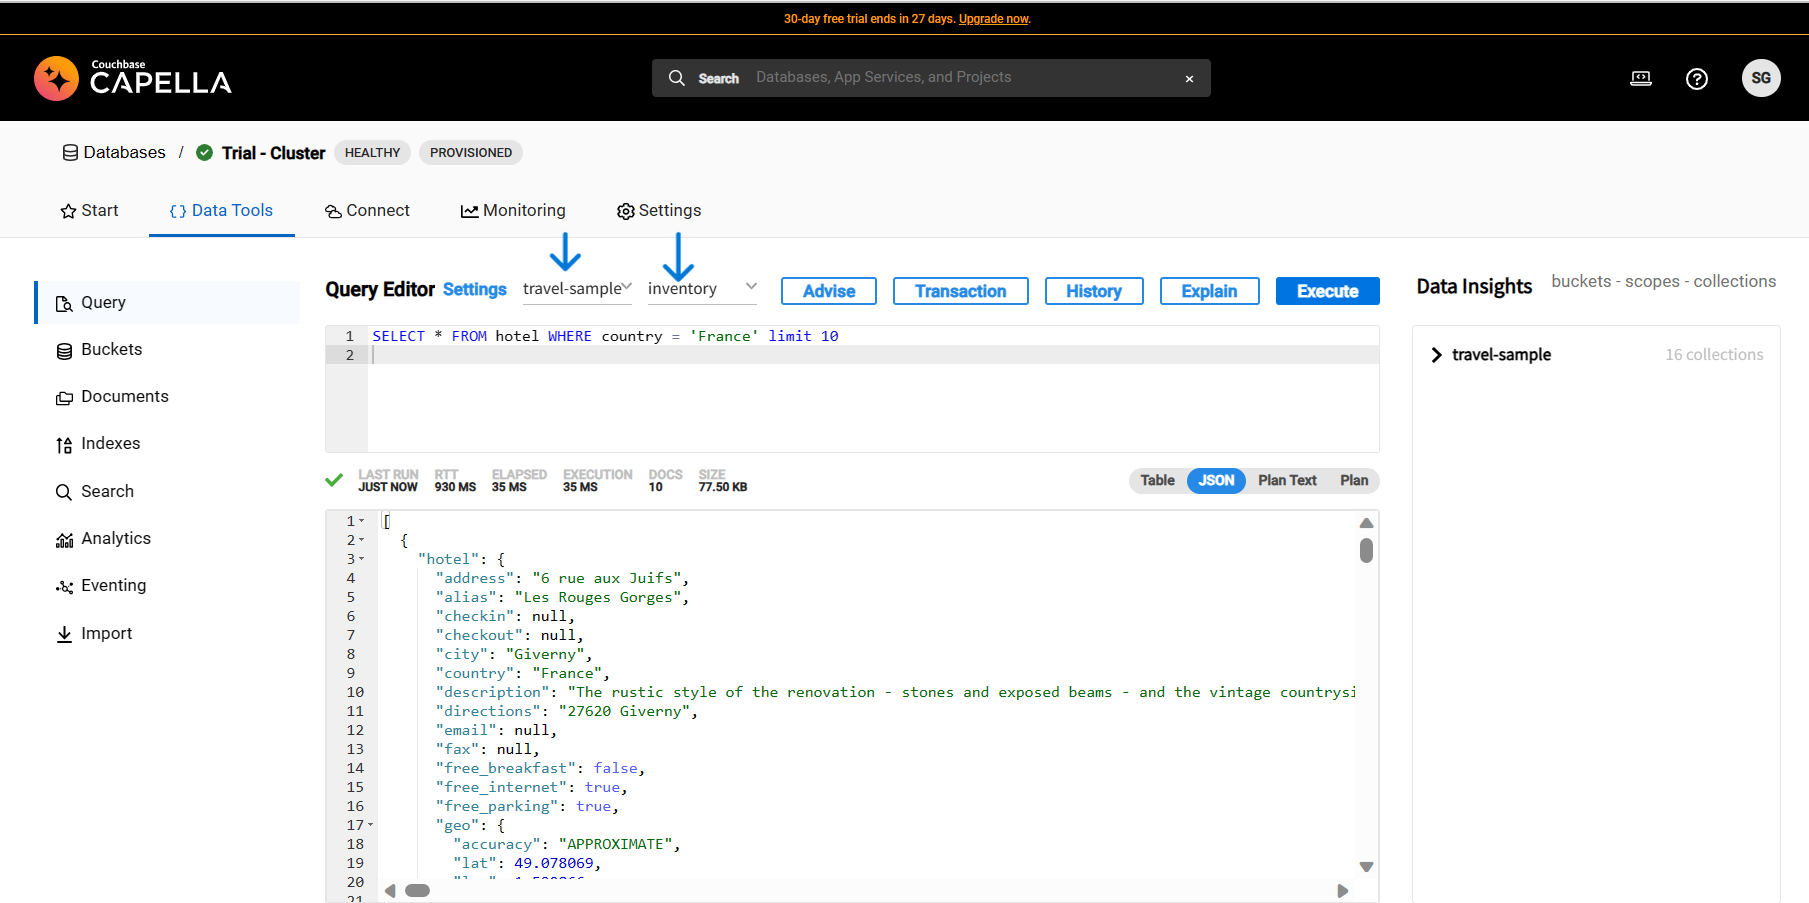 30-day free trial ends in 27 days. Upgrade now.
Couchbase
CAPELLA
Search Databases, App Services, and Projects ×
SG
Databases / Trial - Cluster HEALTHY PROVISIONED
Start Data Tools Connect Monitoring Settings
Query
Buckets
Documents
Indexes
Search
Analytics
Eventing
Import
Query Editor Settings travel-sample inventory Advise Transaction History Explain Execute
1 SELECT * FROM hotel WHERE country = 'France' limit 10
2
LAST RUN RTT ELAPSED EXECUTION DOCS SIZE
JUST NOW 930 MS 35 MS 35 MS 10 77.50 KB
Table JSON Plan Text Plan
1 [
2 {
3 "hotel": {
4 "address": "6 rue aux Juifs",
5 "alias": "Les Rouges Gorges",
6 "checkin": null,
7 "checkout": null,
8 "city": "Giverny",
9 "country": "France",
10 "description": "The rustic style of the renovation - stones and exposed beams - and the vintage countrysi
11 "directions": "27620 Giverny",
12 "email": null,
13 "fax": null,
14 "free_breakfast": false,
15 "free_internet": true,
16 "free_parking": true,
17 "geo": {
18 "accuracy": "APPROXIMATE",
19 "lat": 49.078069,
20
21
Data Insights buckets - scopes - collections
travel-sample 16 collections